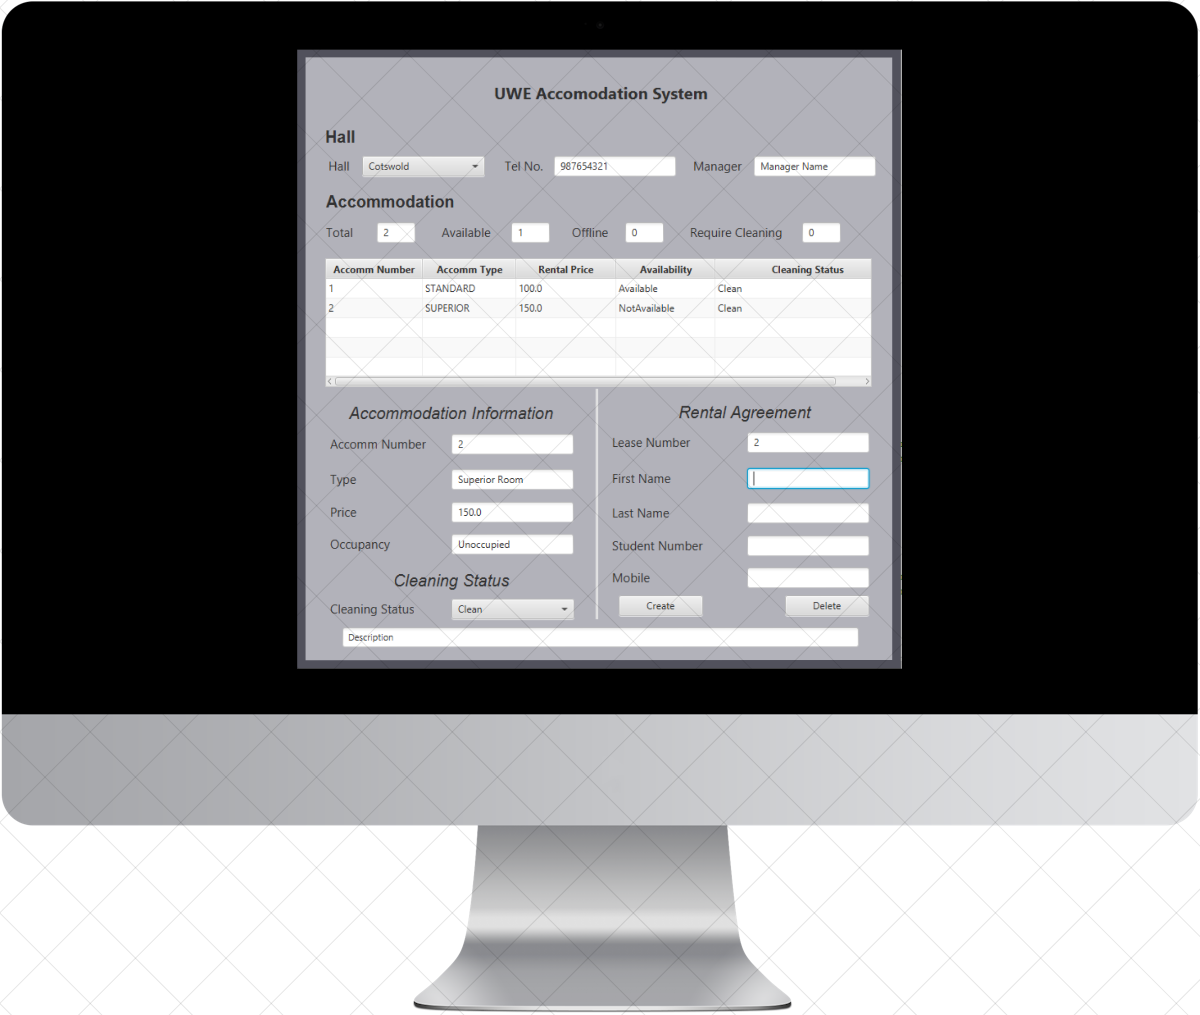 UWE Accomodation System
Hall
Hall Cotswold Tel No. 987654321 Manager Manager Name
Accommodation
Total 2 Available 1 Offline 0 Require Cleaning 0
Accomm Number Accomm Type Rental Price Availability Cleaning Status
1 STANDARD 100.0 Available Clean
2 SUPERIOR 150.0 NotAvailable Clean
Accommodation Information
Accomm Number 2
Type Superior Room
Price 150.0
Occupancy Unoccupied
Cleaning Status
Cleaning Status Clean
Rental Agreement
Lease Number 2
First Name
Last Name
Student Number
Mobile
Create Delete
Description